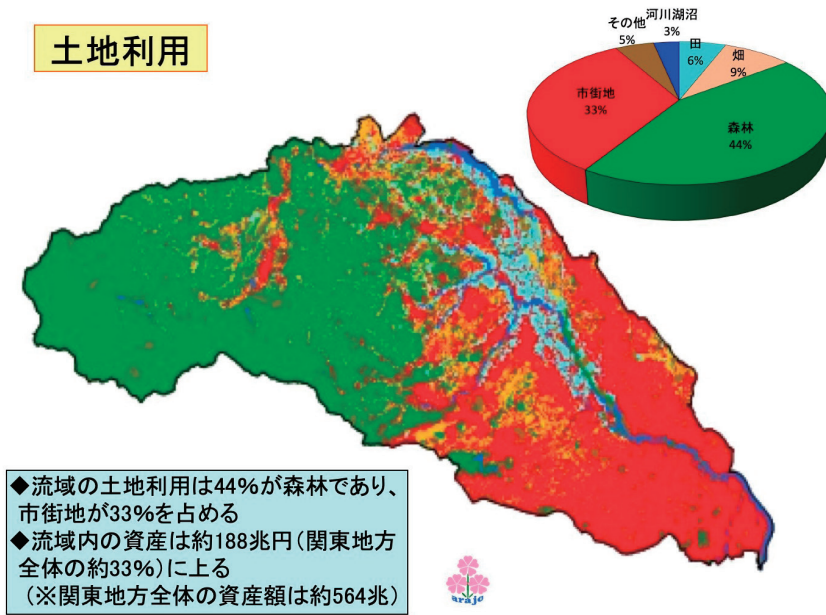 土地利用
その他
5%
河川湖沼
3%
田
6%
畑
9%
市街地
33%
森林
44%
◆流域の土地利用は44%が森林であり、
市街地が33%を占める
◆流域内の資産は約188兆円(関東地方
全体の約33%)に上る
(※関東地方全体の資産額は約564兆)
arajo